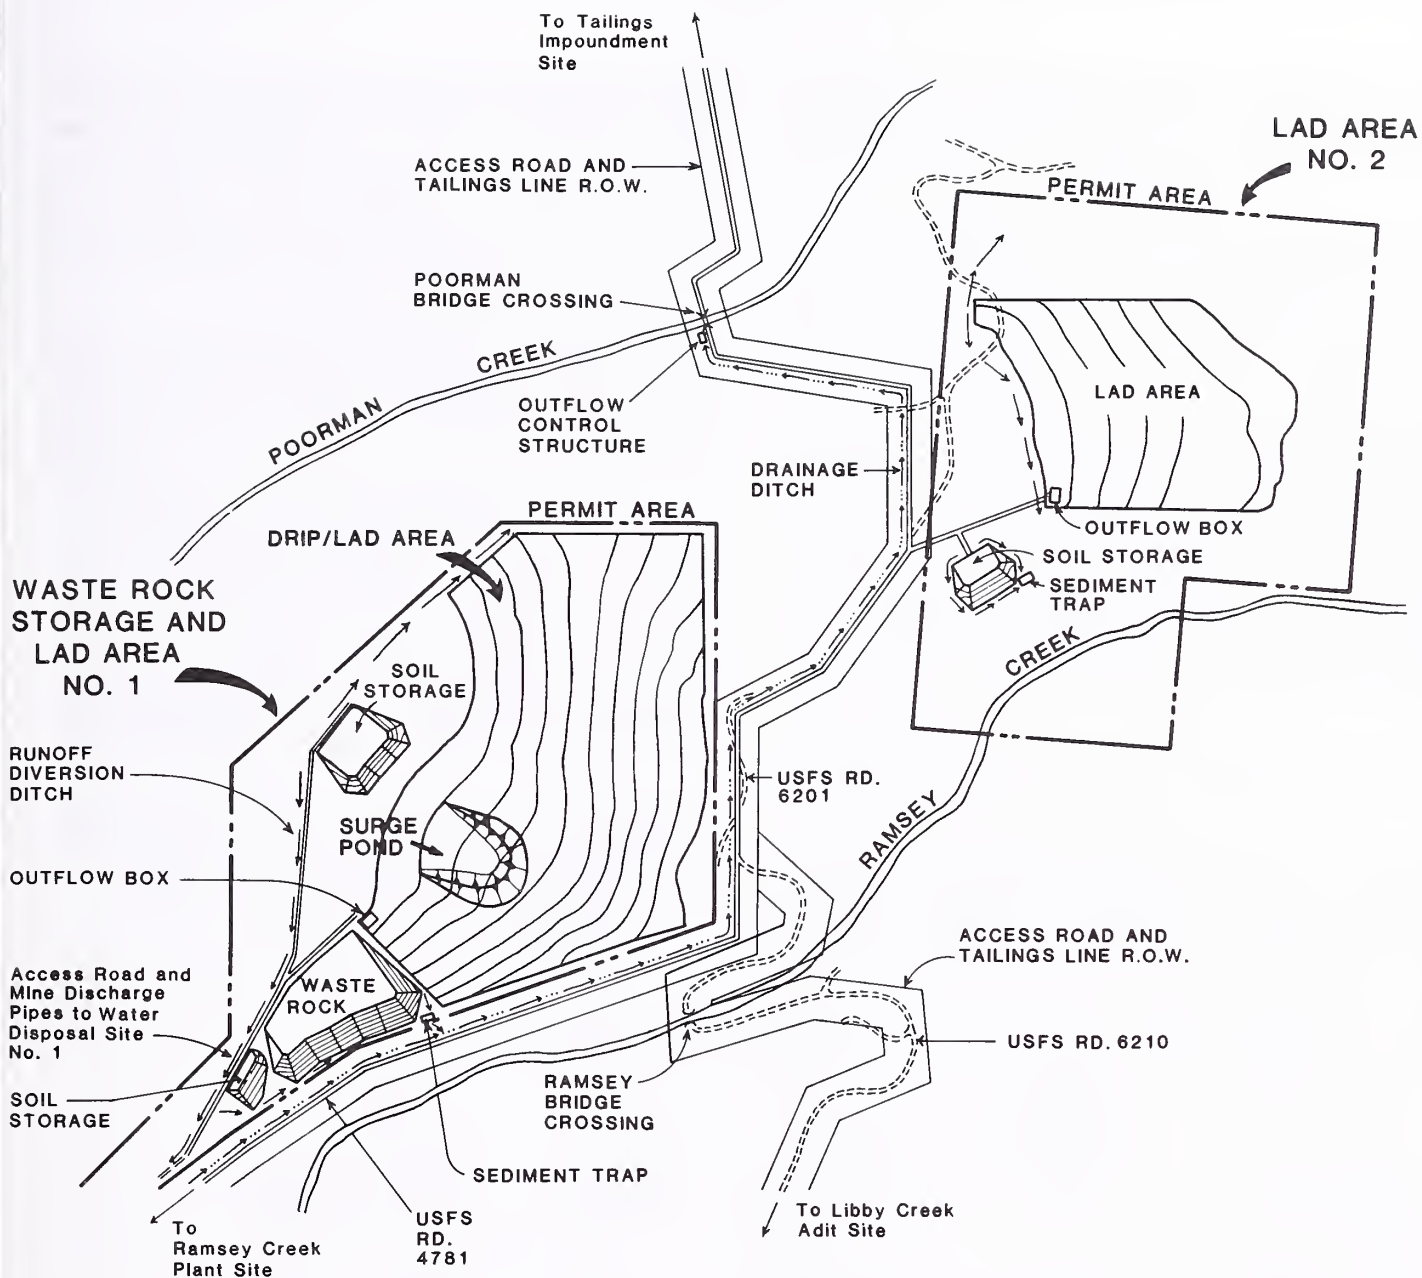 To Tailings
Impoundment
Site
LAD AREA
NO. 2
ACCESS ROAD AND
TAILINGS LINE R.O.W.
PERMIT AREA
POORMAN
BRIDGE CROSSING
POORMAN CREEK
OUTFLOW
CONTROL
STRUCTURE
LAD AREA
DRAINAGE
DITCH
PERMIT AREA
DRIP/LAD AREA
OUTFLOW BOX
SOIL STORAGE
SEDIMENT
TRAP
WASTE ROCK
STORAGE AND
LAD AREA
NO. 1
SOIL
STORAGE
RAMSEY CREEK
RUNOFF
DIVERSION
DITCH
USFS RD.
6201
SURGE
POND
OUTFLOW BOX
ACCESS ROAD AND
TAILINGS LINE R.O.W.
Access Road and
Mine Discharge
Pipes to Water
Disposal Site
No. 1
WASTE
ROCK
USFS RD. 6210
SOIL
STORAGE
RAMSEY
BRIDGE
CROSSING
SEDIMENT TRAP
To Libby Creek
Adit Site
To
Ramsey Creek
Plant Site
USFS
RD.
4781